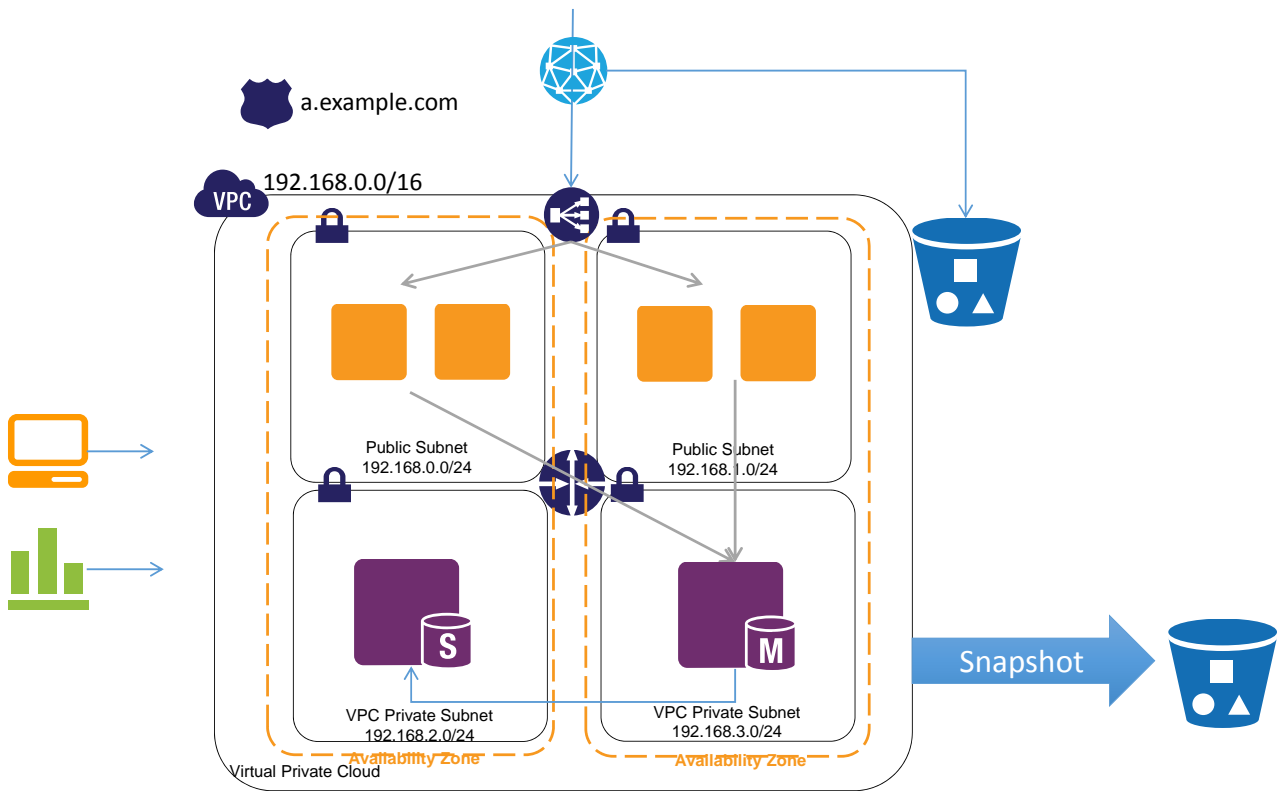 a.example.com
VPC
192.168.0.0/16
Public Subnet
192.168.0.0/24
Public Subnet
192.168.1.0/24
S
M
Snapshot
VPC Private Subnet
192.168.2.0/24
VPC Private Subnet
192.168.3.0/24
Availability Zone
Availability Zone
Virtual Private Cloud